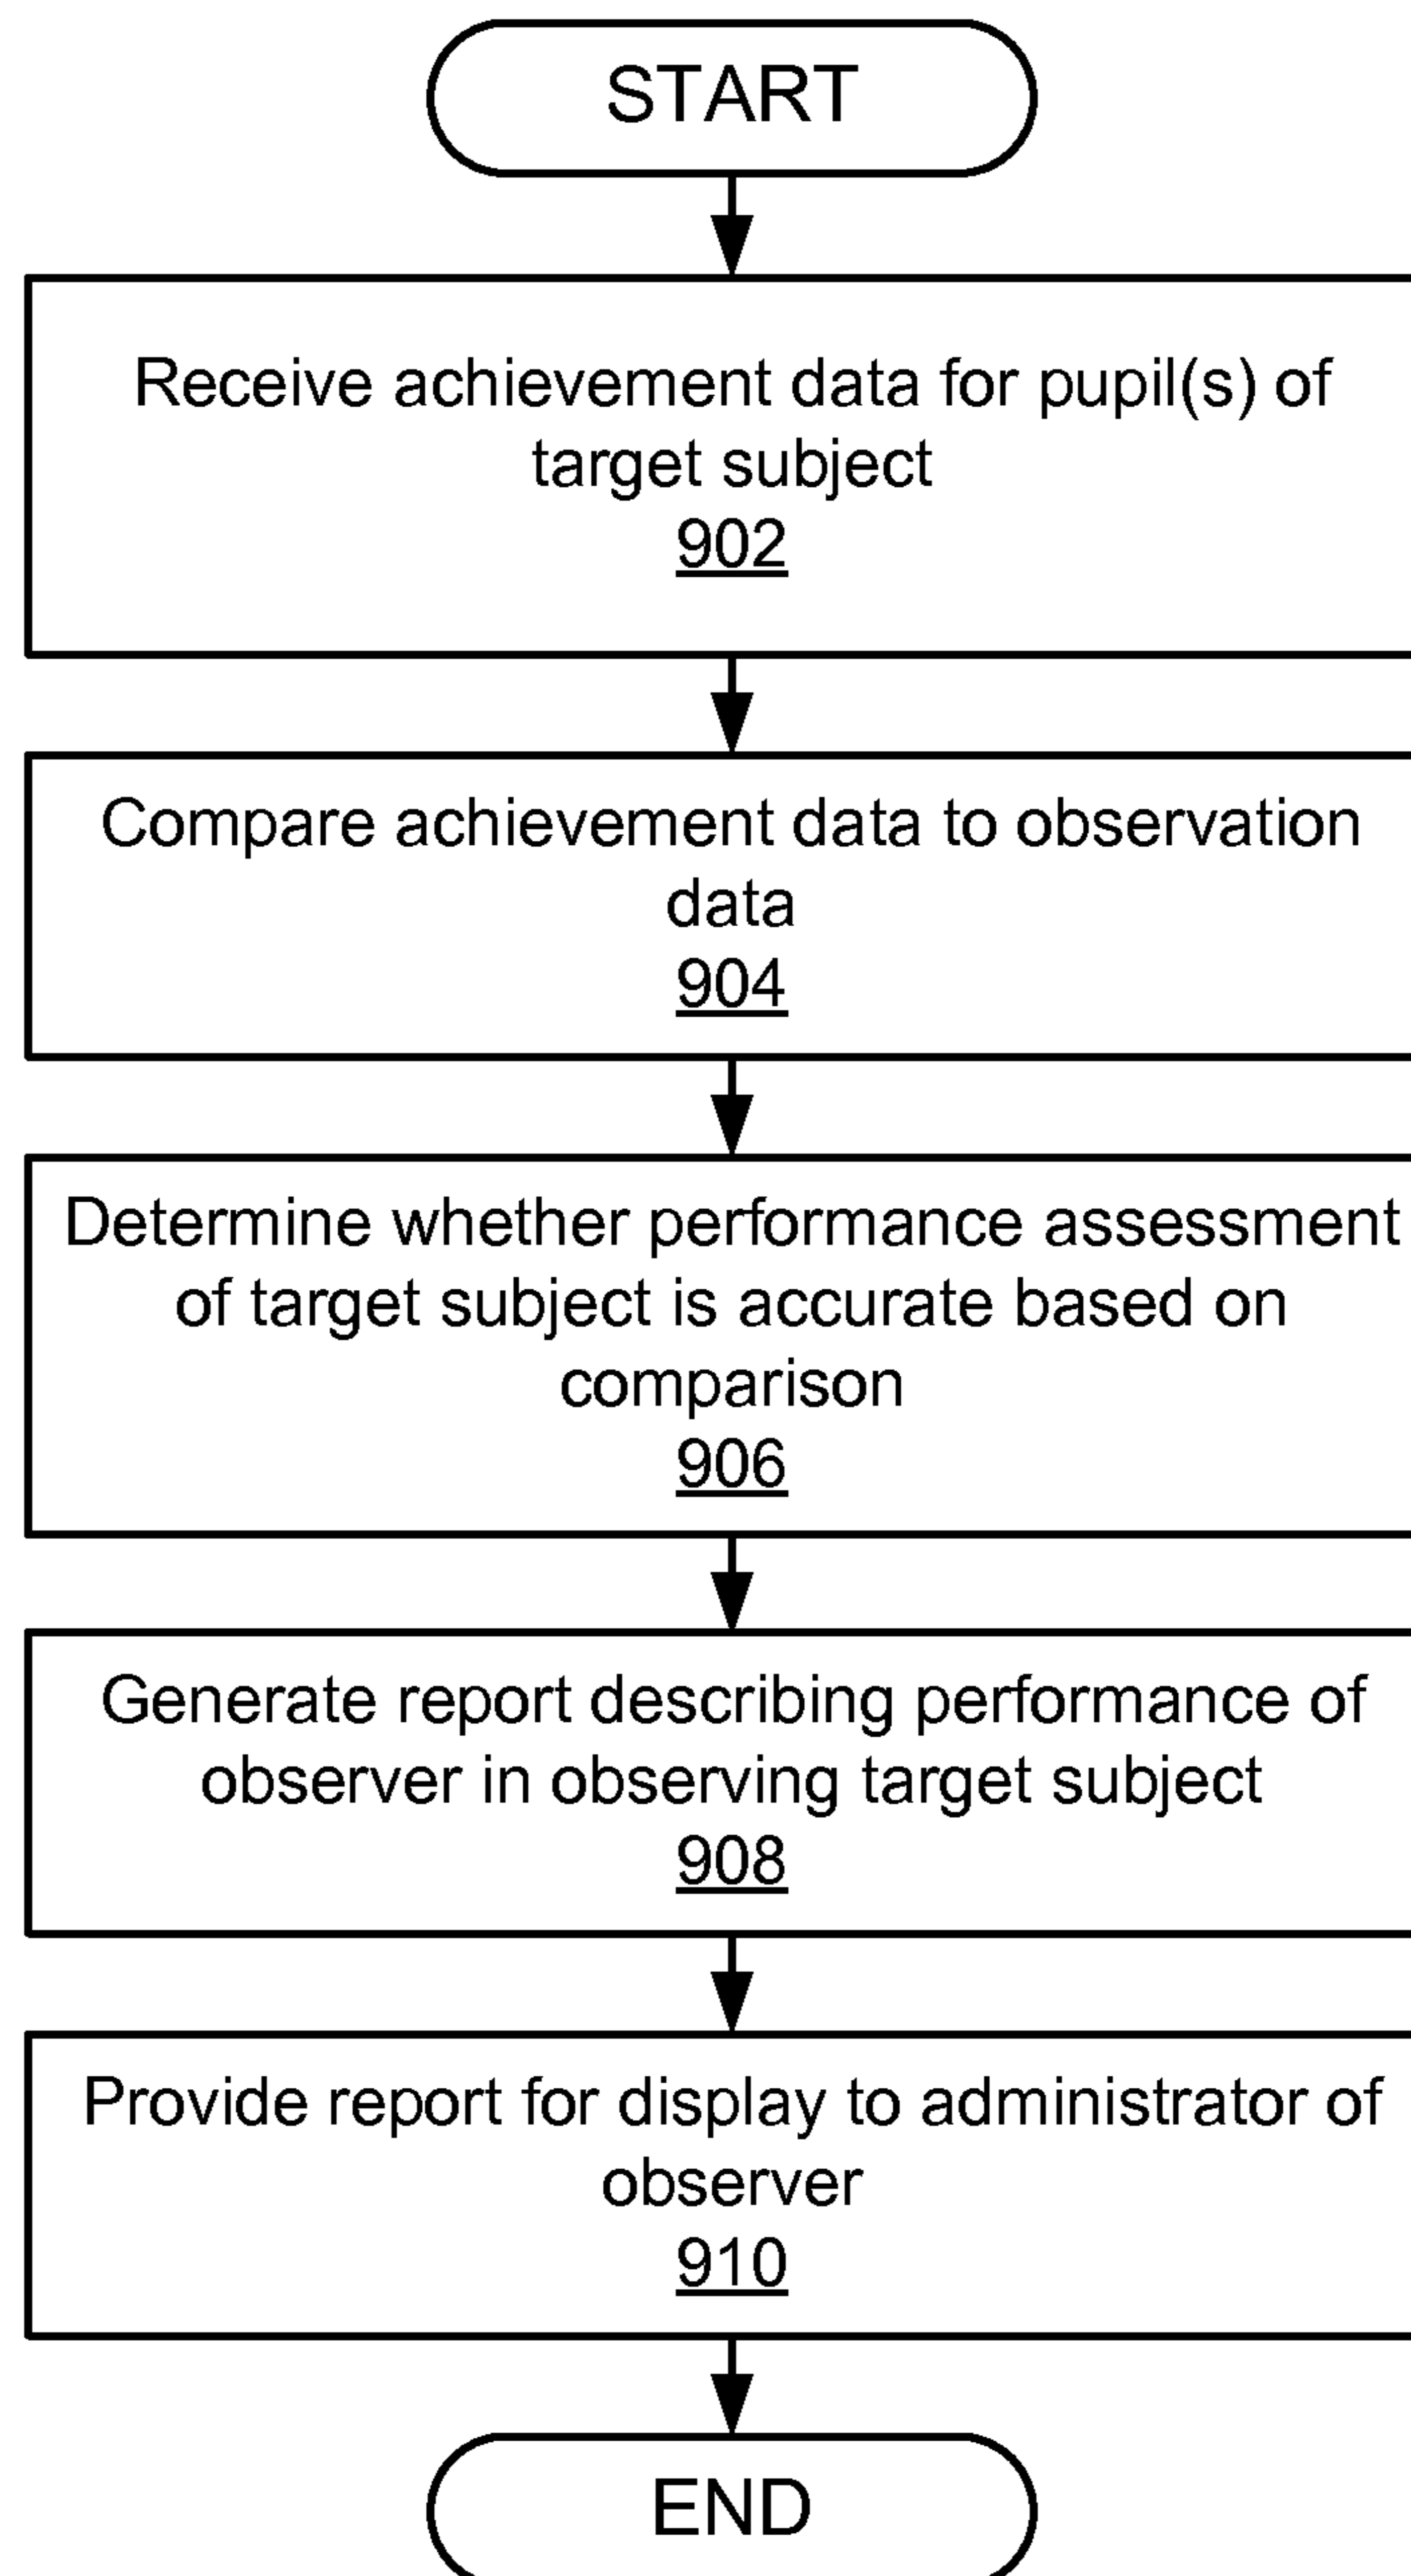 START
Receive achievement data for pupil(s) of
target subject
902
Compare achievement data to observation
data
904
Determine whether performance assessment
of target subject is accurate based on
comparison
906
Generate report describing performance of
observer in observing target subject
908
Provide report for display to administrator of
observer
910
END